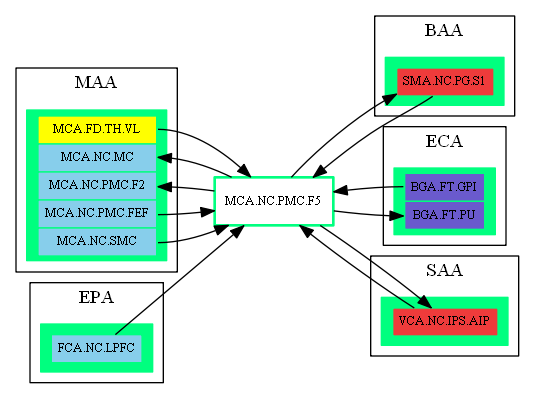 BAA
SMA.NC.PG.S1
MAA
MCA.FD.TH.VL
MCA.NC.MC
MCA.NC.PMC.F2
MCA.NC.PMC.FEF
MCA.NC.SMC
ECA
BGA.FT.GPI
BGA.FT.PU
MCA.NC.PMC.F5
SAA
VCA.NC.IPS.AIP
EPA
FCA.NC.LPFC